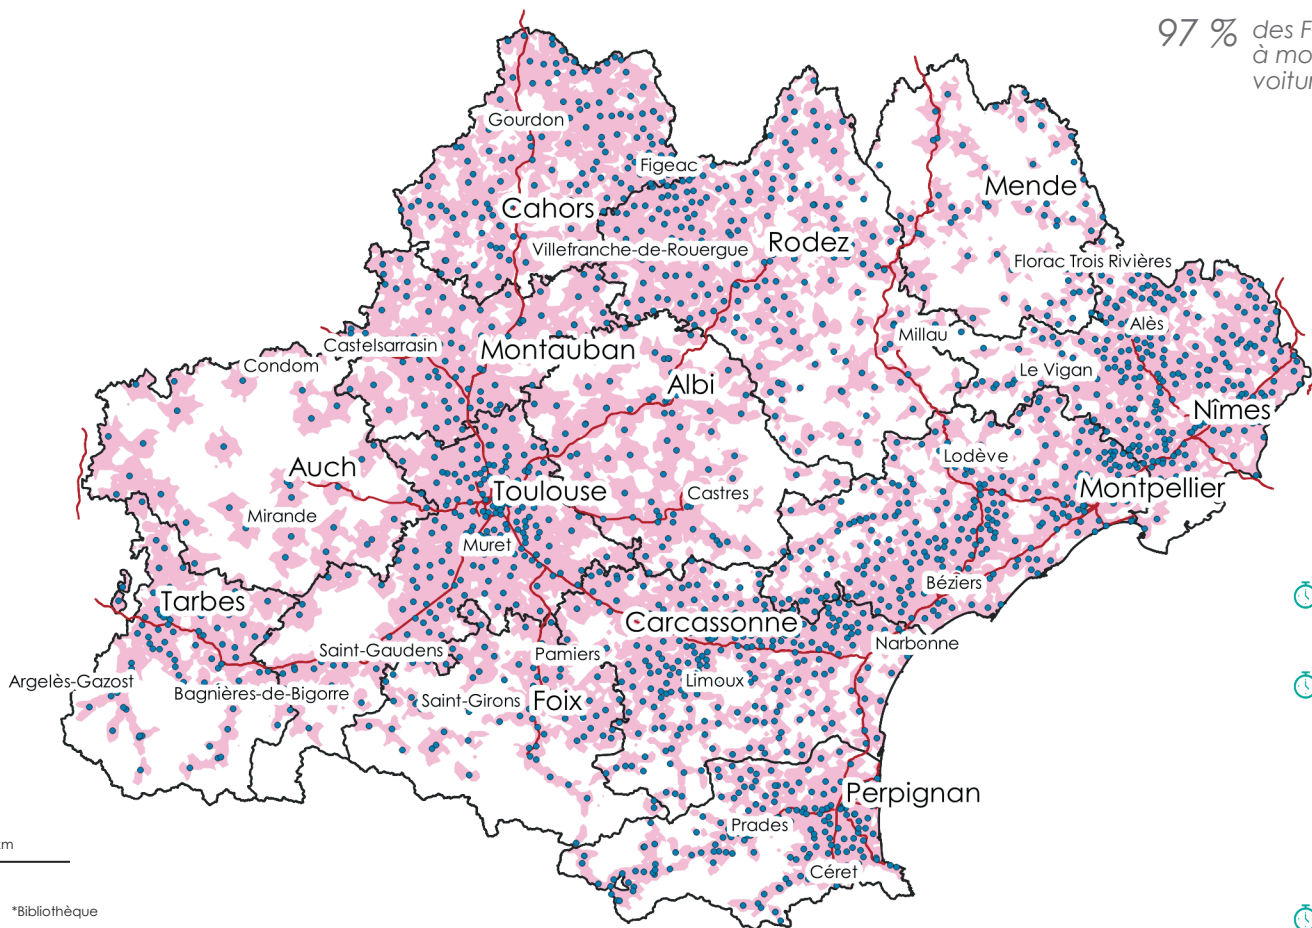 97 % des F
à mo
voitur
Gourdon
Figeac
Mende
Cahors
Villefranche-de-Rouergue
Rodez
Florac Trois Rivières
Alès
Castelsarrasin
Montauban
Millau
Condom
Le Vigan
Albi
Nîmes
Auch
Lodève
Toulouse
Castres
Montpellier
Mirande
Muret
Béziers
Tarbes
Carcassonne
Narbonne
Saint-Gaudens
Pamiers
Argelès-Gazost
Limoux
Bagnières-de-Bigorre
Saint-Girons
Foix
Perpignan
Prades
km
Céret
*Bibliothèque